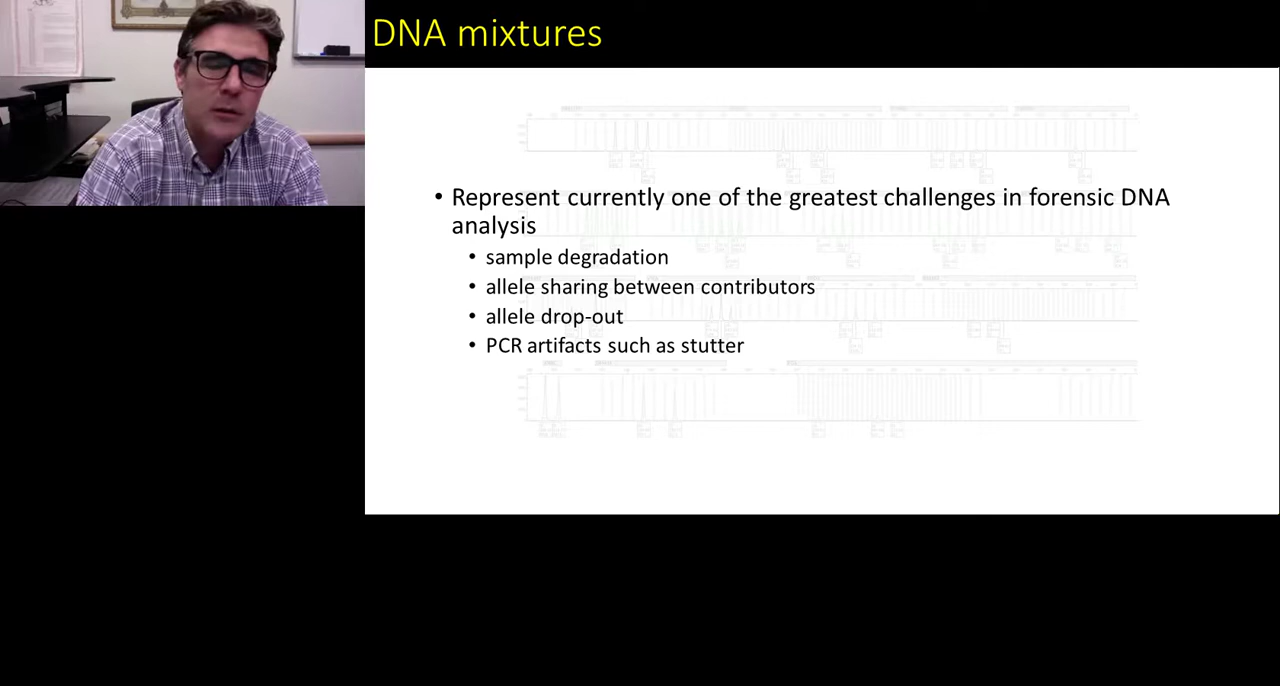 DNA mixtures
• Represent currently one of the greatest challenges in forensic DNA
analysis
• sample degradation
• allele sharing between contributors
• allele drop-out
• PCR artifacts such as stutter